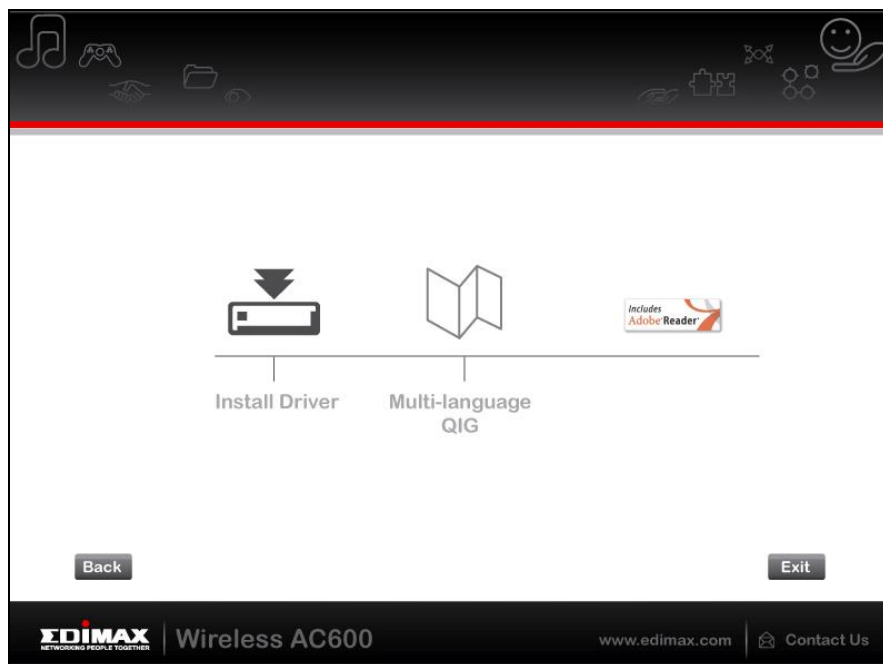 Includes
Adobe Reader
Install Driver
Multi-language
QIG
Back
Exit
EDIMAX
NETWORKING PEOPLE TOGETHER
Wireless AC600
www.edimax.com
Contact Us